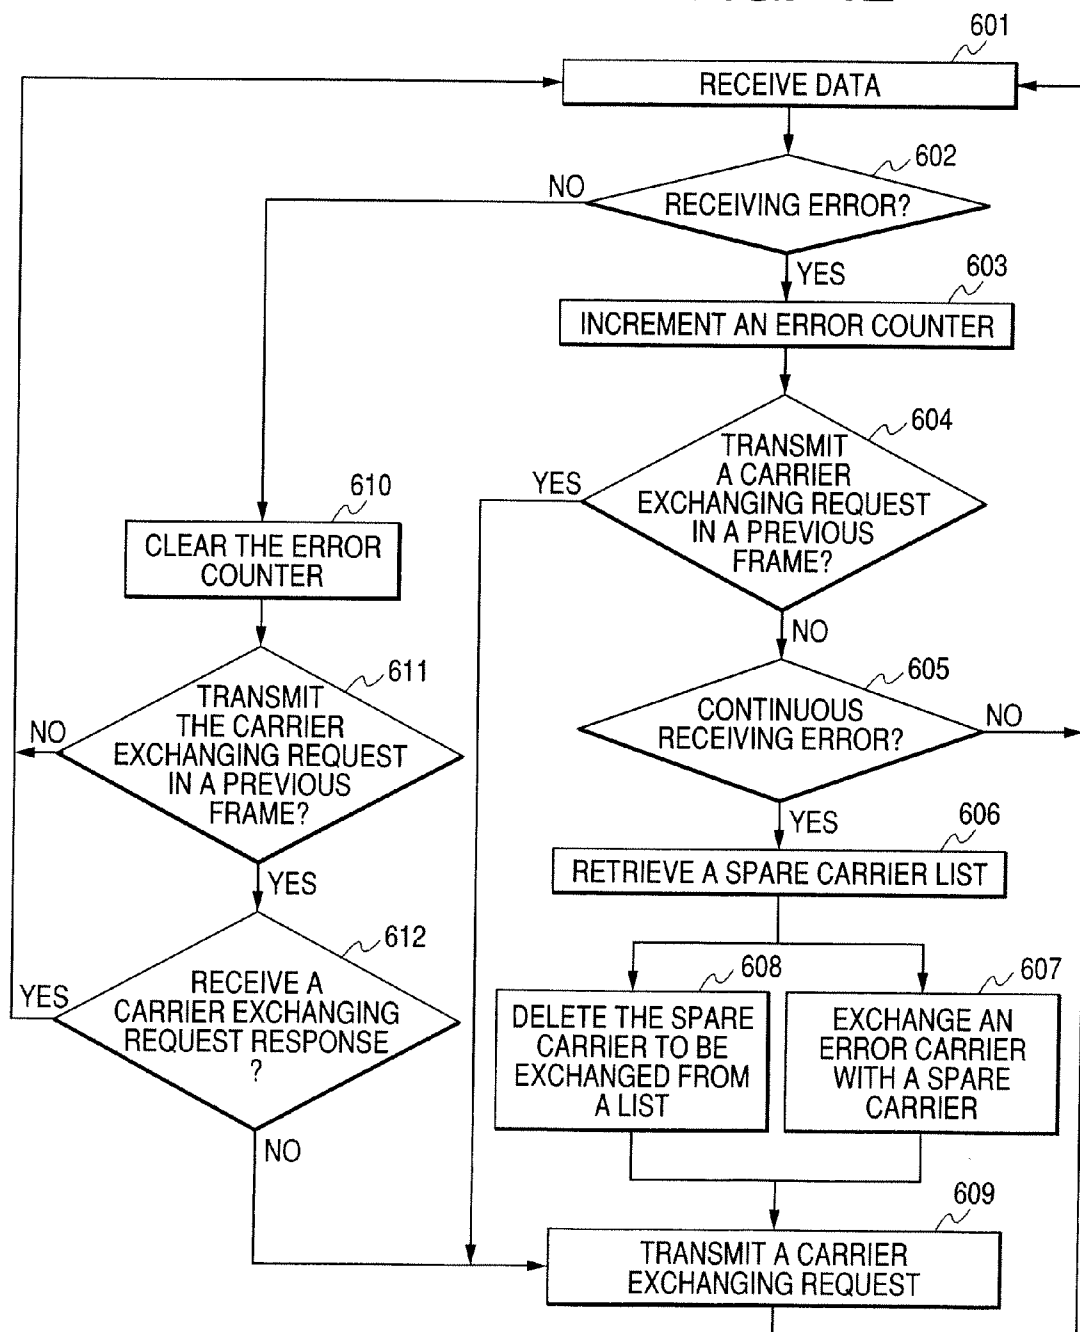 601
RECEIVE DATA
602
NO
RECEIVING ERROR?
YES
603
INCREMENT AN ERROR COUNTER
604
TRANSMIT
A CARRIER
EXCHANGING REQUEST
IN A PREVIOUS
FRAME?
YES
NO
610
CLEAR THE ERROR
COUNTER
611
TRANSMIT
THE CARRIER
EXCHANGING REQUEST
IN A PREVIOUS
FRAME?
NO
YES
605
CONTINUOUS
RECEIVING ERROR?
NO
YES
606
RETRIEVE A SPARE CARRIER LIST
612
RECEIVE A
CARRIER EXCHANGING
REQUEST RESPONSE
?
YES
NO
608
DELETE THE SPARE
CARRIER TO BE
EXCHANGED FROM
A LIST
607
EXCHANGE AN
ERROR CARRIER
WITH A SPARE
CARRIER
609
TRANSMIT A CARRIER
EXCHANGING REQUEST